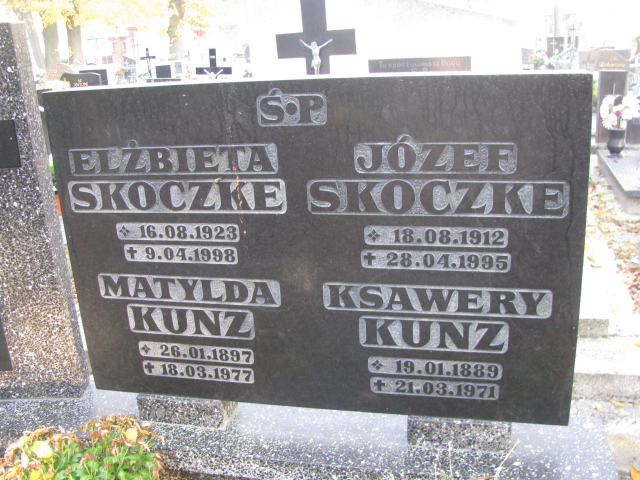 Ś•P
ELŻBIETA
SKOCZKE
16.08.1923
✝ 9.04.1998
JÓZEF
SKOCZKE
18.08.1912
✝ 28.04.1995
MATYLDA
KUNZ
26.01.1897
✝ 18.03.1977
KSAWERY
KUNZ
19.01.1889
✝ 21.03.1971